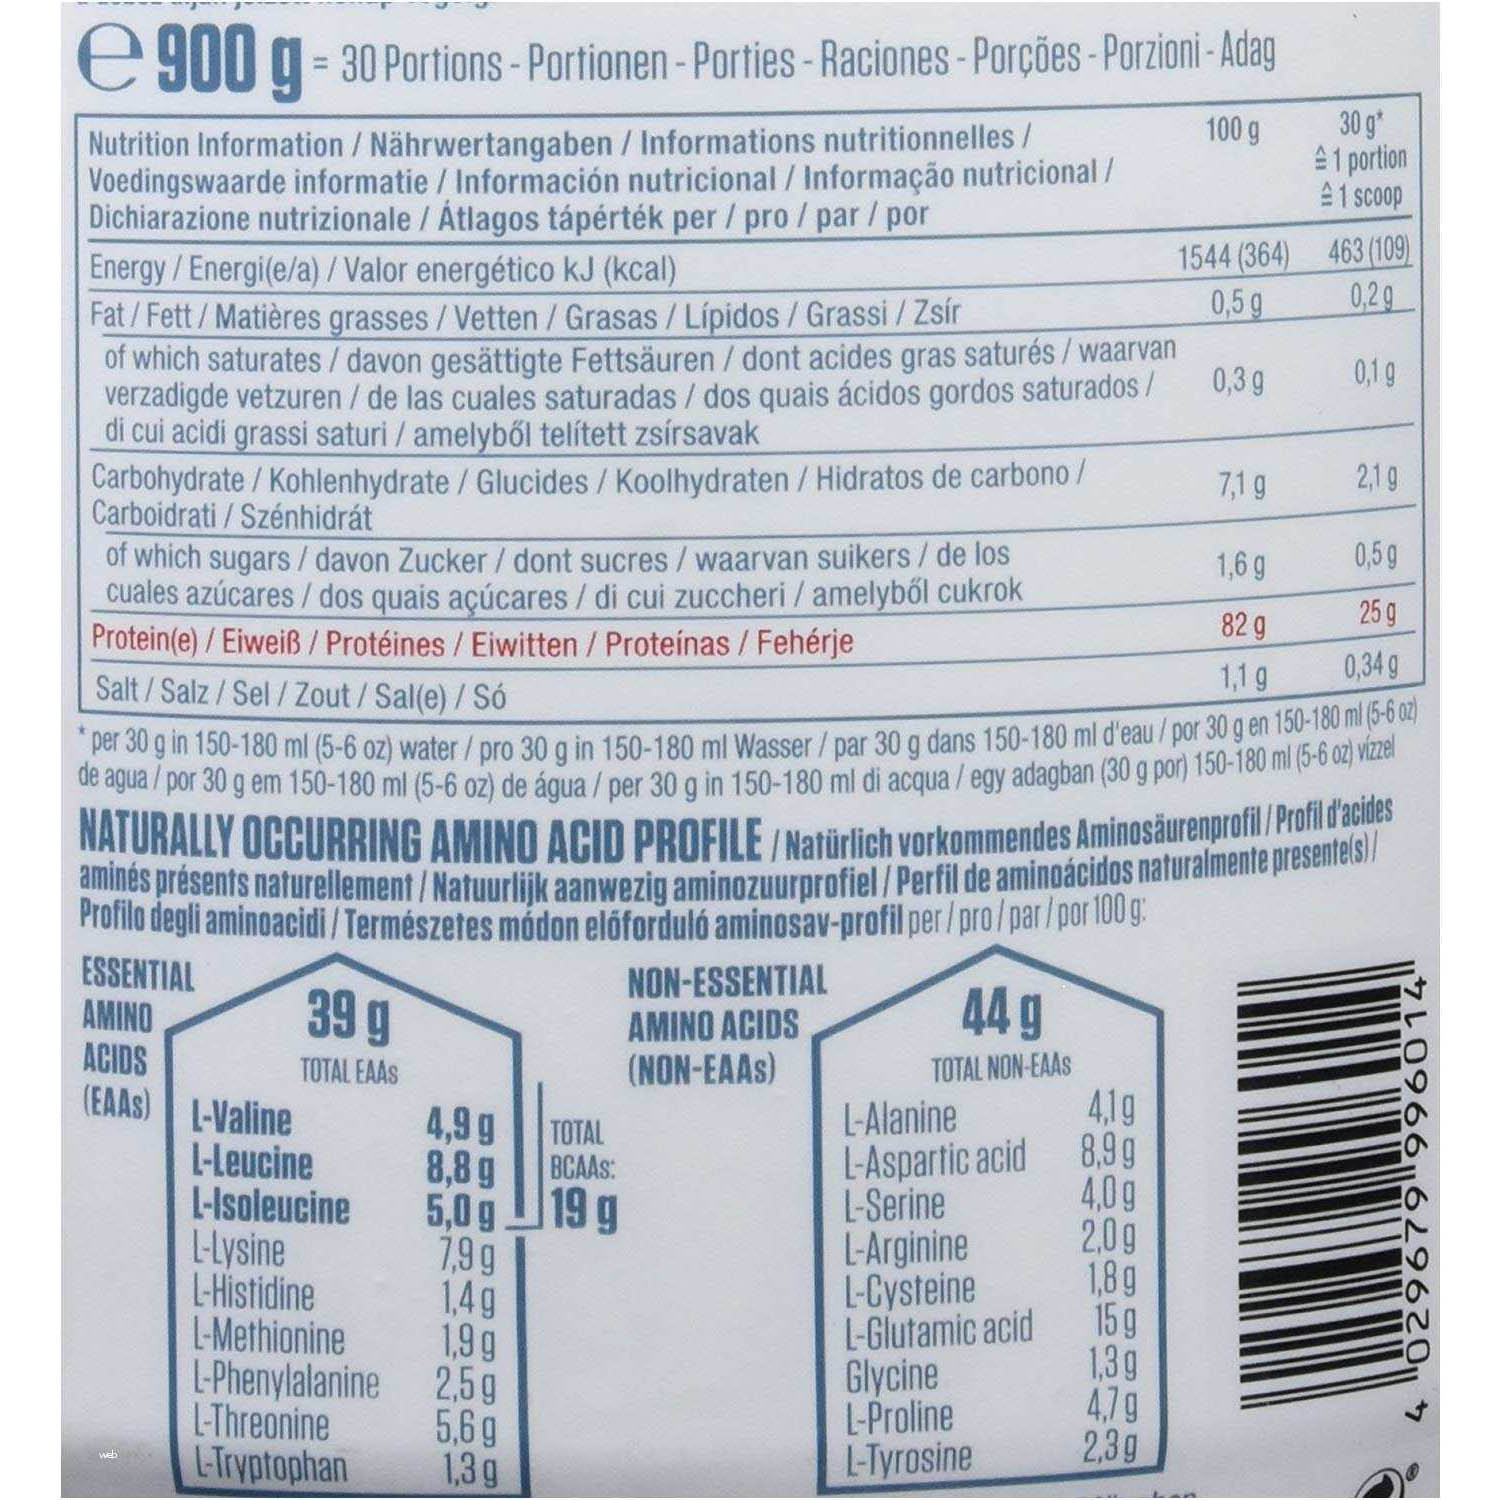 e 900 g = 30 Portions - Portionen - Porties - Raciones - Porções - Porzioni - Adag
Nutrition Information / Nährwertangaben / Informations nutritionnelles /
Voedingswaarde informatie / Información nutricional / Informação nutricional /
Dichiarazione nutrizionale / Átlagos tápérték per / pro / par / por
100 g
30 g*
≙ 1 portion
≙ 1 scoop
Energy / Energi(e/a) / Valor energético kJ (kcal) 1544 (364) 463 (109)
Fat / Fett / Matières grasses / Vetten / Grasas / Lípidos / Grassi / Zsír 0,5 g 0,2 g
of which saturates / davon gesättigte Fettsäuren / dont acides gras saturés / waarvan
verzadigde vetzuren / de las cuales saturadas / dos quais ácidos gordos saturados / 0,3 g 0,1 g
di cui acidi grassi saturi / amelyből telített zsírsavak
Carbohydrate / Kohlenhydrate / Glucides / Koolhydraten / Hidratos de carbono / 7,1 g 2,1 g
Carboidrati / Szénhidrát
of which sugars / davon Zucker / dont sucres / waarvan suikers / de los 1,6 g 0,5 g
cuales azúcares / dos quais açúcares / di cui zuccheri / amelyből cukrok
Protein(e) / Eiweiß / Protéines / Eiwitten / Proteínas / Fehérje 82 g 25 g
Salt / Salz / Sel / Zout / Sal(e) / Só 1,1 g 0,34 g
* per 30 g in 150-180 ml (5-6 oz) water / pro 30 g in 150-180 ml Wasser / par 30 g dans 150-180 ml d'eau / por 30 g en 150-180 ml (5-6 oz)
de agua / por 30 g em 150-180 ml (5-6 oz) de água / per 30 g in 150-180 ml di acqua / egy adagban (30 g por) 150-180 ml (5-6 oz) vízzel
NATURALLY OCCURRING AMINO ACID PROFILE / Natürlich vorkommendes Aminosäurenprofil / Profil d'acides
aminés présents naturellement / Natuurlijk aanwezig aminozuurprofiel / Perfil de aminoácidos naturalmente presente(s) /
Profilo degli aminoacidi / Természetes módon előforduló aminosav-profil per / pro / par / por 100 g:
ESSENTIAL
AMINO
ACIDS
(EAAs)
39 g
TOTAL EAAs
L-Valine 4,9 g
L-Leucine 8,8 g
L-Isoleucine 5,0 g
L-Lysine 7,9 g
L-Histidine 1,4 g
L-Methionine 1,9 g
L-Phenylalanine 2,5 g
L-Threonine 5,6 g
L-Tryptophan 1,3 g
TOTAL
BCAAs:
19 g
NON-ESSENTIAL
AMINO ACIDS
(NON-EAAs)
44 g
TOTAL NON-EAAs
L-Alanine 4,1 g
L-Aspartic acid 8,9 g
L-Serine 4,0 g
L-Arginine 2,0 g
L-Cysteine 1,8 g
L-Glutamic acid 15 g
Glycine 1,3 g
L-Proline 4,7 g
L-Tyrosine 2,3 g
4 029679 996014
web
®